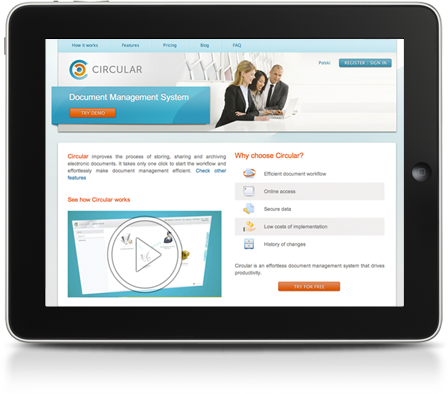 How it works Features Pricing Blog FAQ
CIRCULAR
Polski REGISTER / SIGN IN
Document Management System
TRY DEMO
Circular improves the process of storing, sharing and archiving
electronic documents. It takes only one click to start the workflow and
effortlessly make document management efficient. Check other
features
See how Circular works
Why choose Circular?
Efficient document workflow
Online access
Secure data
Low costs of implementation
History of changes
Circular is an effortless document management system that drives
productivity.
TRY FOR FREE